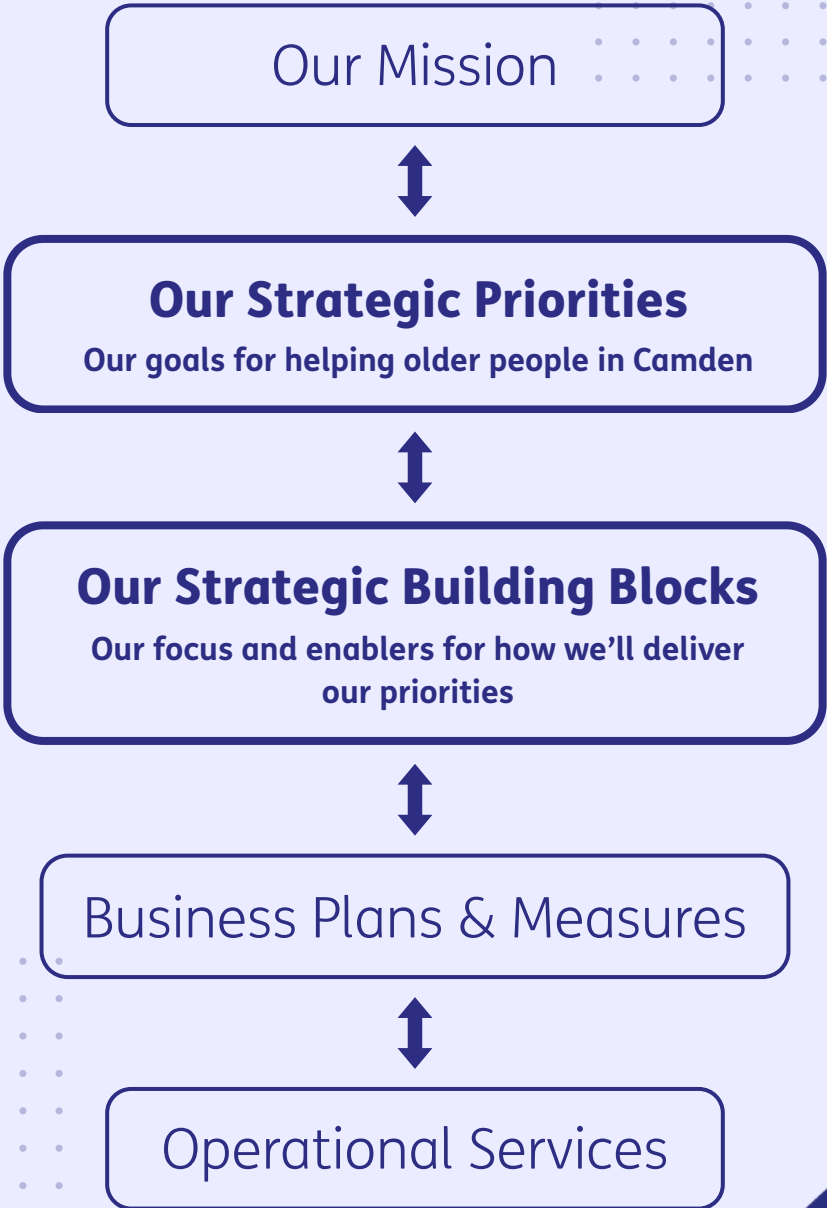 Our Mission
Our Strategic Priorities
Our goals for helping older people in Camden
Our Strategic Building Blocks
Our focus and enablers for how we’ll deliver
our priorities
Business Plans & Measures
Operational Services